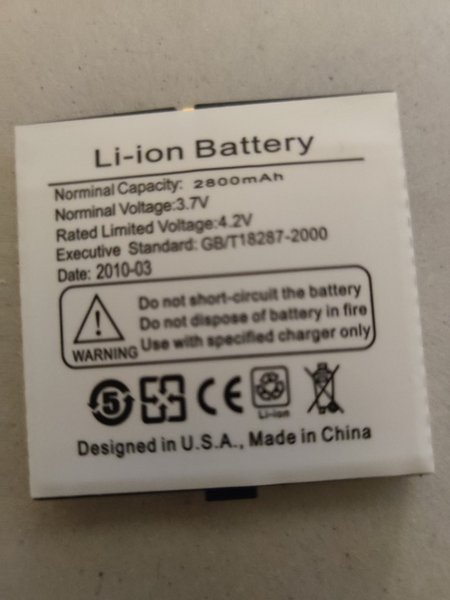 Li-ion Battery
Norminal Capacity: 2800mAh
Norminal Voltage:3.7V
Rated Limited Voltage:4.2V
Executive Standard: GB/T18287-2000
Date: 2010-03
Do not short-circuit the battery
Do not dispose of battery in fire
Use with specified charger only
! WARNING
5 CE Li-ion
Designed in U.S.A., Made in China